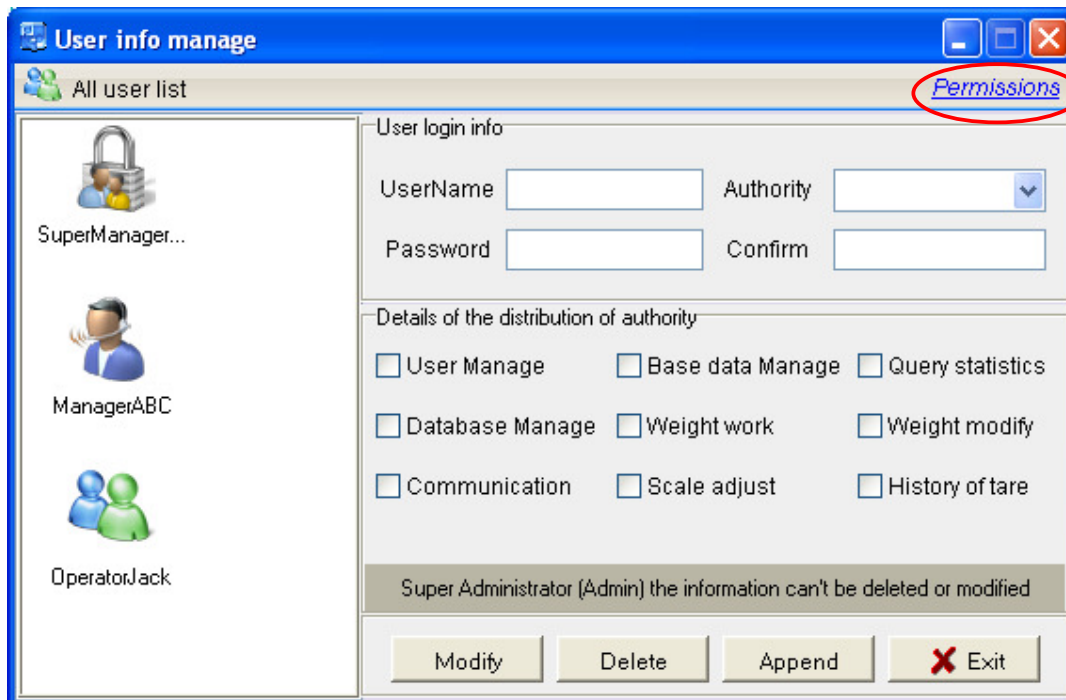 User info manage
All user list
Permissions
SuperManager...
ManagerABC
OperatorJack
User login info
UserName
Authority
Password
Confirm
Details of the distribution of authority
User Manage
Base data Manage
Query statistics
Database Manage
Weight work
Weight modify
Communication
Scale adjust
History of tare
Super Administrator (Admin) the information can't be deleted or modified
Modify
Delete
Append
Exit